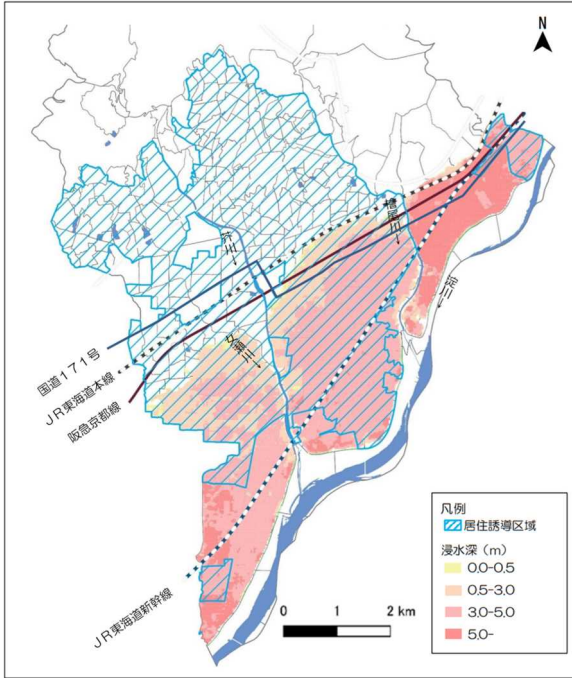 N
檜尾川
芥川
淀川
女瀬川
国道171号
JR東海道本線
阪急京都線
JR東海道新幹線
凡例
居住誘導区域
浸水深（m）
0.0-0.5
0.5-3.0
3.0-5.0
5.0-
0 1 2 km